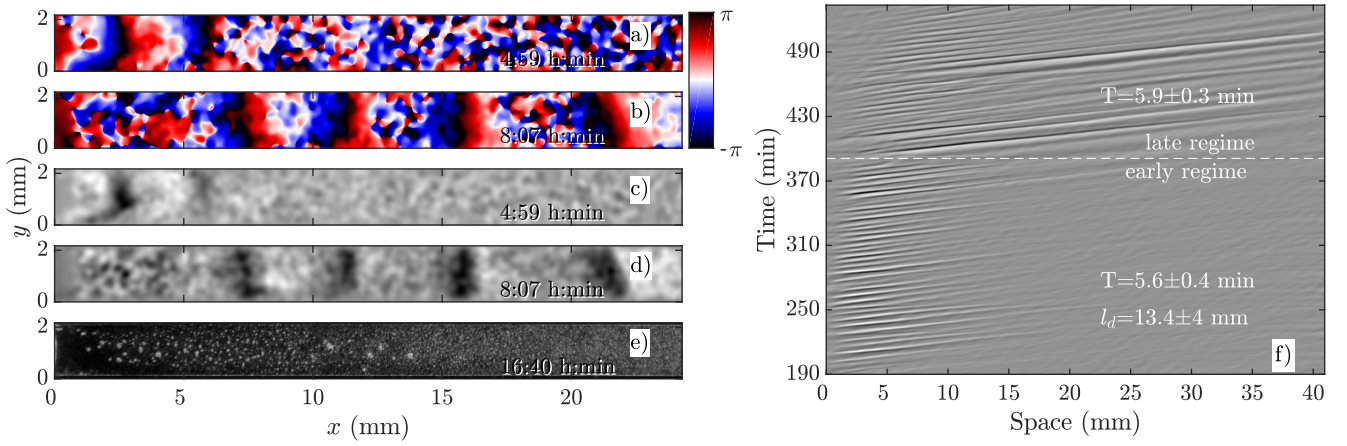 2
0
a)
4:59 h:min
π
-π
2
0
b)
8:07 h:min
2
0
c)
4:59 h:min
2
0
d)
8:07 h:min
2
0
e)
16:40 h:min
y (mm)
0 5 10 15 20
x (mm)
490
430
370
310
250
190
Time (min)
T=5.9±0.3 min
late regime
early regime
T=5.6±0.4 min
l_d=13.4±4 mm
f)
0 5 10 15 20 25 30 35 40
Space (mm)